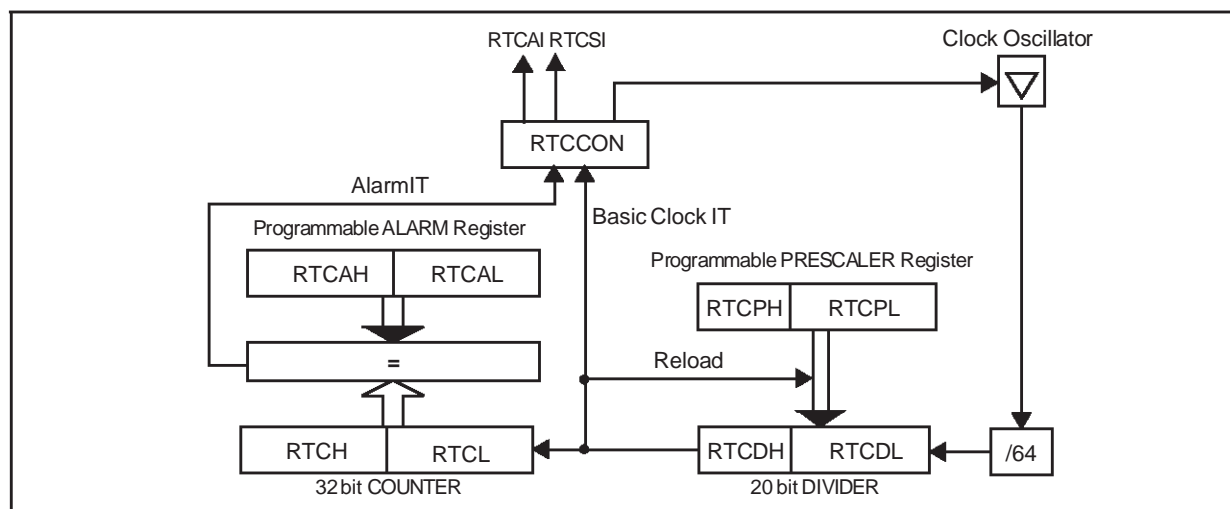 RTCAI RTCSI
Clock Oscillator
RTCCON
AlarmIT
Basic Clock IT
Programmable ALARM Register
RTCAH RTCAL
Programmable PRESCALER Register
RTCPH RTCPL
=
Reload
RTCH RTCL
RTCDH RTCDL
/64
32 bit COUNTER
20 bit DIVIDER